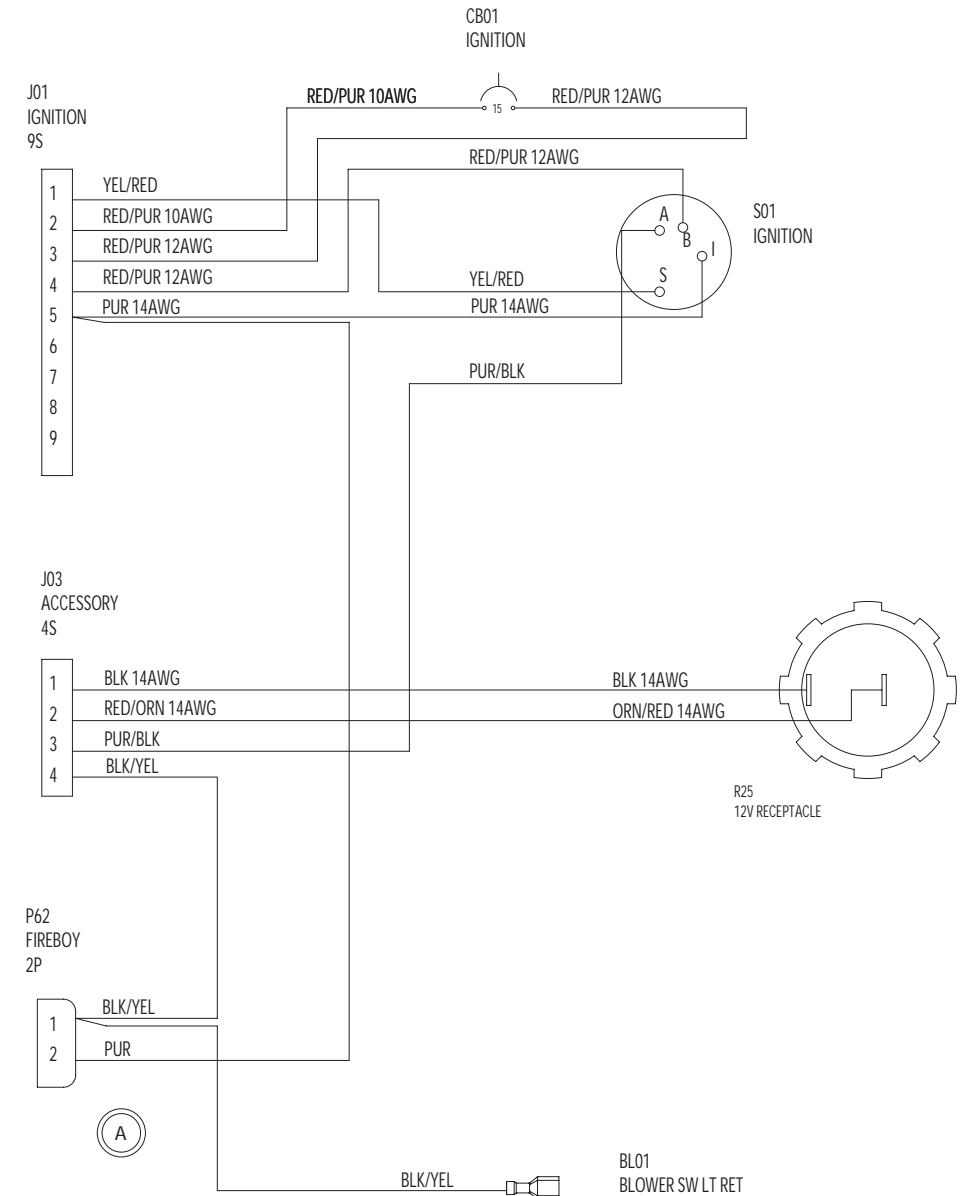 CB01
IGNITION
J01
IGNITION
9S
RED/PUR 10AWG
15
RED/PUR 12AWG
RED/PUR 12AWG
1 YEL/RED
2 RED/PUR 10AWG
3 RED/PUR 12AWG
4 RED/PUR 12AWG
5 PUR 14AWG
6
7
8
9
A
B
I
S
S01
IGNITION
YEL/RED
PUR 14AWG
PUR/BLK
J03
ACCESSORY
4S
1 BLK 14AWG
2 RED/ORN 14AWG
3 PUR/BLK
4 BLK/YEL
BLK 14AWG
ORN/RED 14AWG
R25
12V RECEPTACLE
P62
FIREBOY
2P
1 BLK/YEL
2 PUR
A
BLK/YEL
BL01
BLOWER SW LT RET